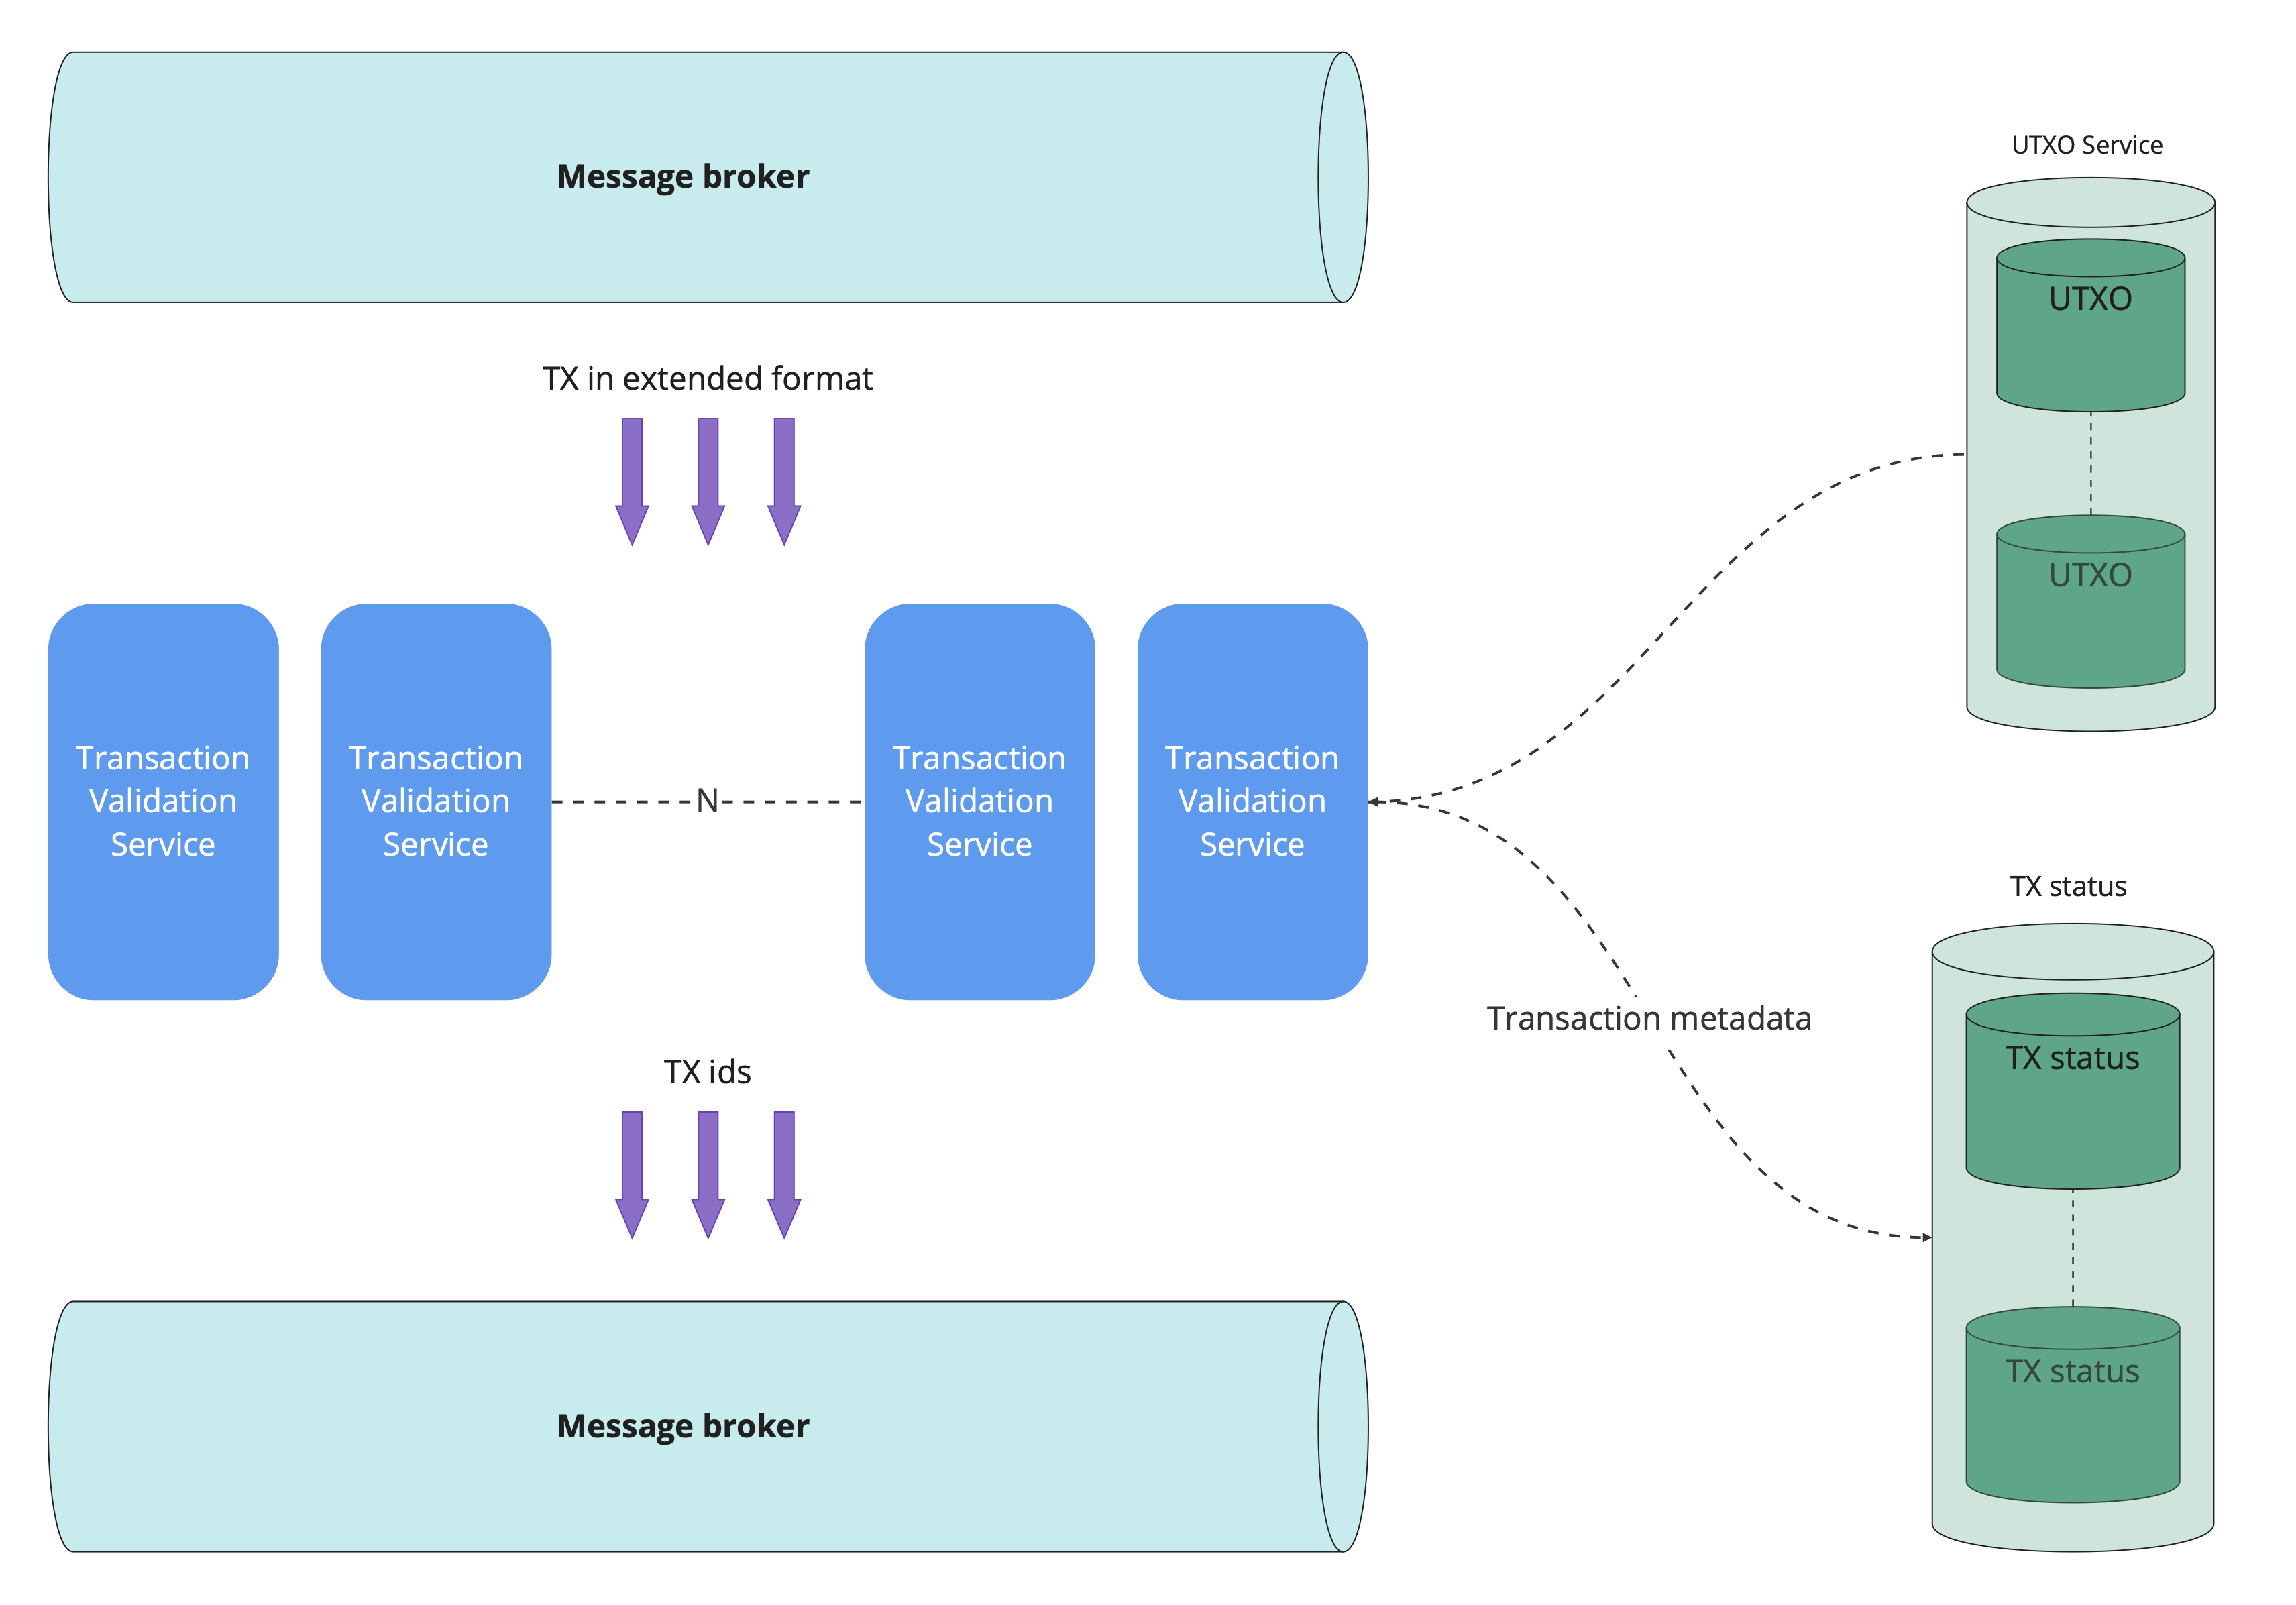 Message broker
UTXO Service
UTXO
TX in extended format
UTXO
Transaction
Validation
Service
Transaction
Validation
Service
N
Transaction
Validation
Service
Transaction
Validation
Service
TX status
Transaction metadata
TX status
TX ids
TX status
Message broker